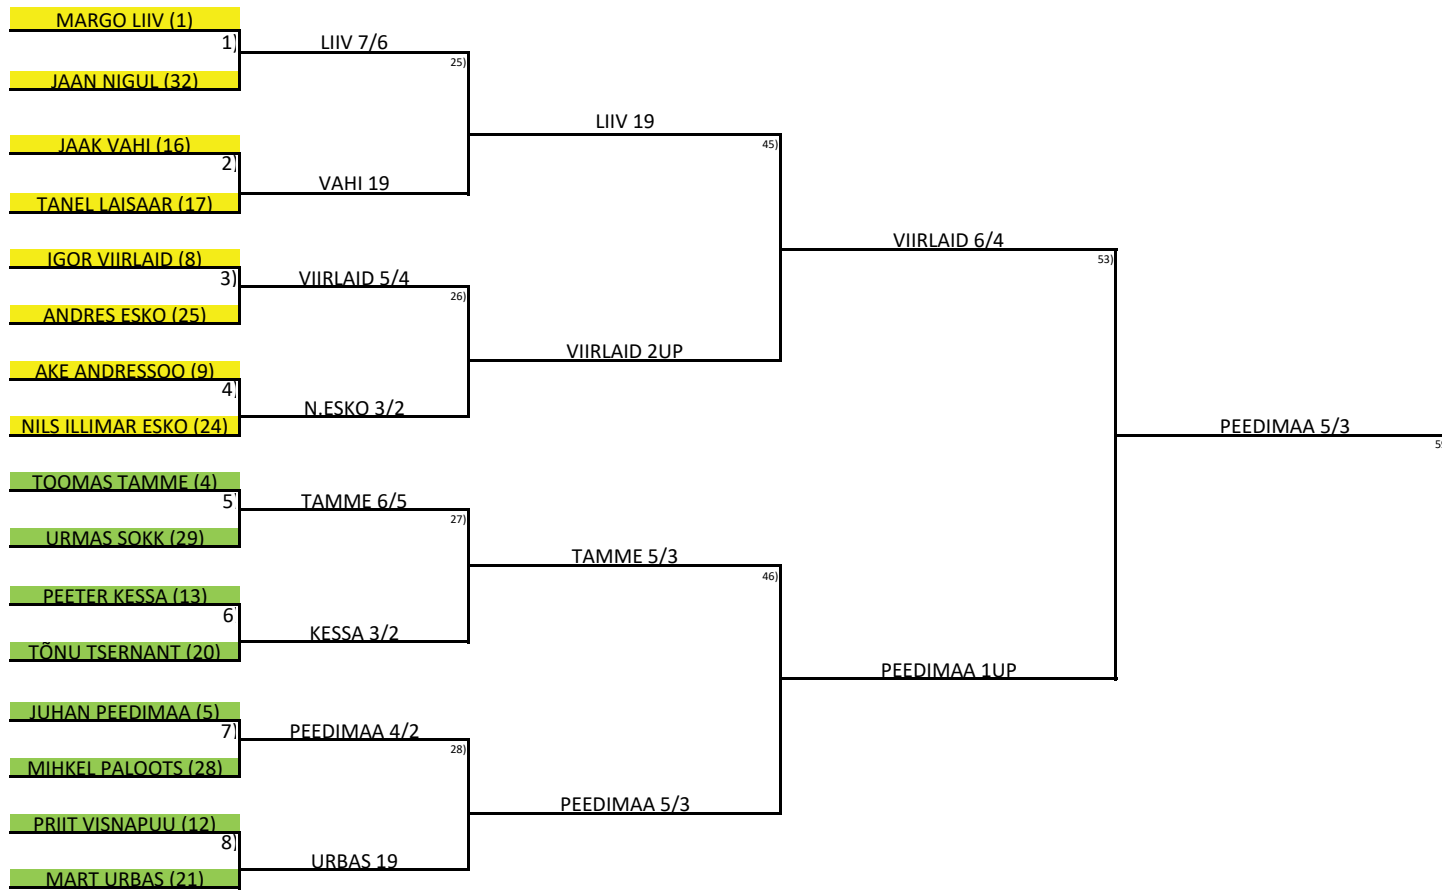 MARGO LIIV (1)
1)
LIIV 7/6
25)
JAAN NIGUL (32)
LIIV 19
45)
JAAK VAHI (16)
2)
VAHI 19
TANEL LAISAAR (17)
VIIRLAID 6/4
53)
IGOR VIIRLAID (8)
3)
VIIRLAID 5/4
26)
ANDRES ESKO (25)
VIIRLAID 2UP
AKE ANDRESSOO (9)
4)
N.ESKO 3/2
NILS ILLIMAR ESKO (24)
PEEDIMAA 5/3
TOOMAS TAMME (4)
5)
TAMME 6/5
27)
URMAS SOKK (29)
TAMME 5/3
46)
PEETER KESSA (13)
6
KESSA 3/2
TÕNU TSERNANT (20)
PEEDIMAA 1UP
JUHAN PEEDIMAA (5)
7)
PEEDIMAA 4/2
28)
MIHKEL PALOOTS (28)
PEEDIMAA 5/3
PRIIT VISNAPUU (12)
8)
URBAS 19
MART URBAS (21)